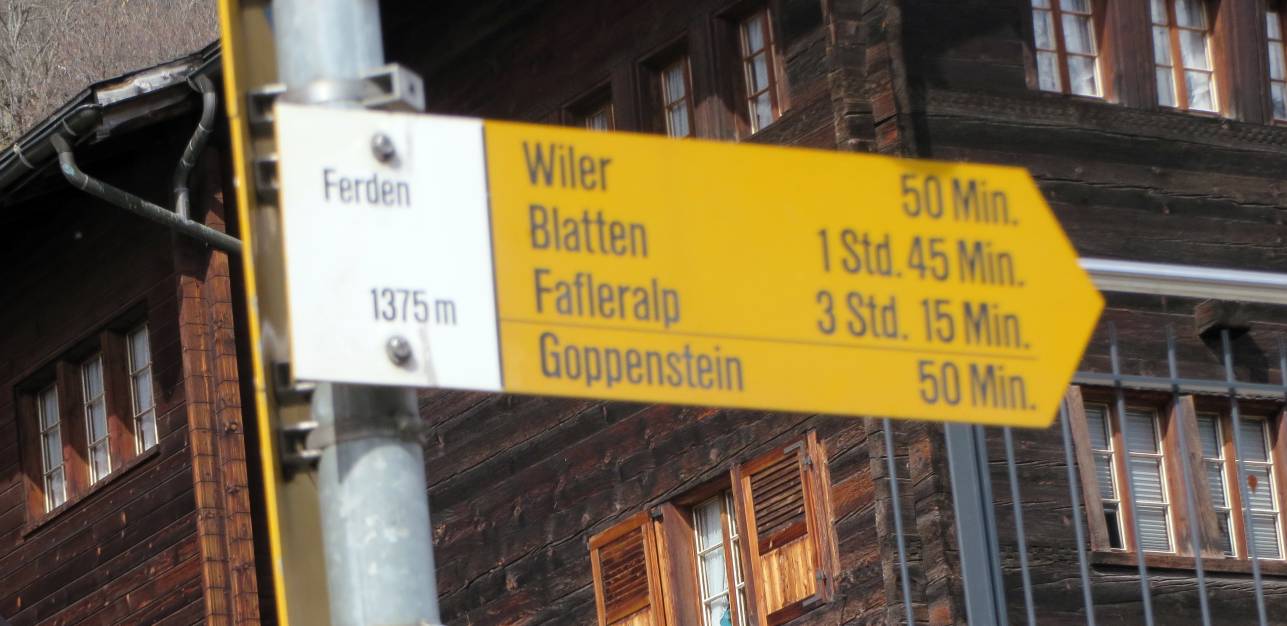 Ferden
1375 m
Wiler 50 Min.
Blatten 1 Std. 45 Min.
Fafleralp 3 Std. 15 Min.
Goppenstein 50 Min.